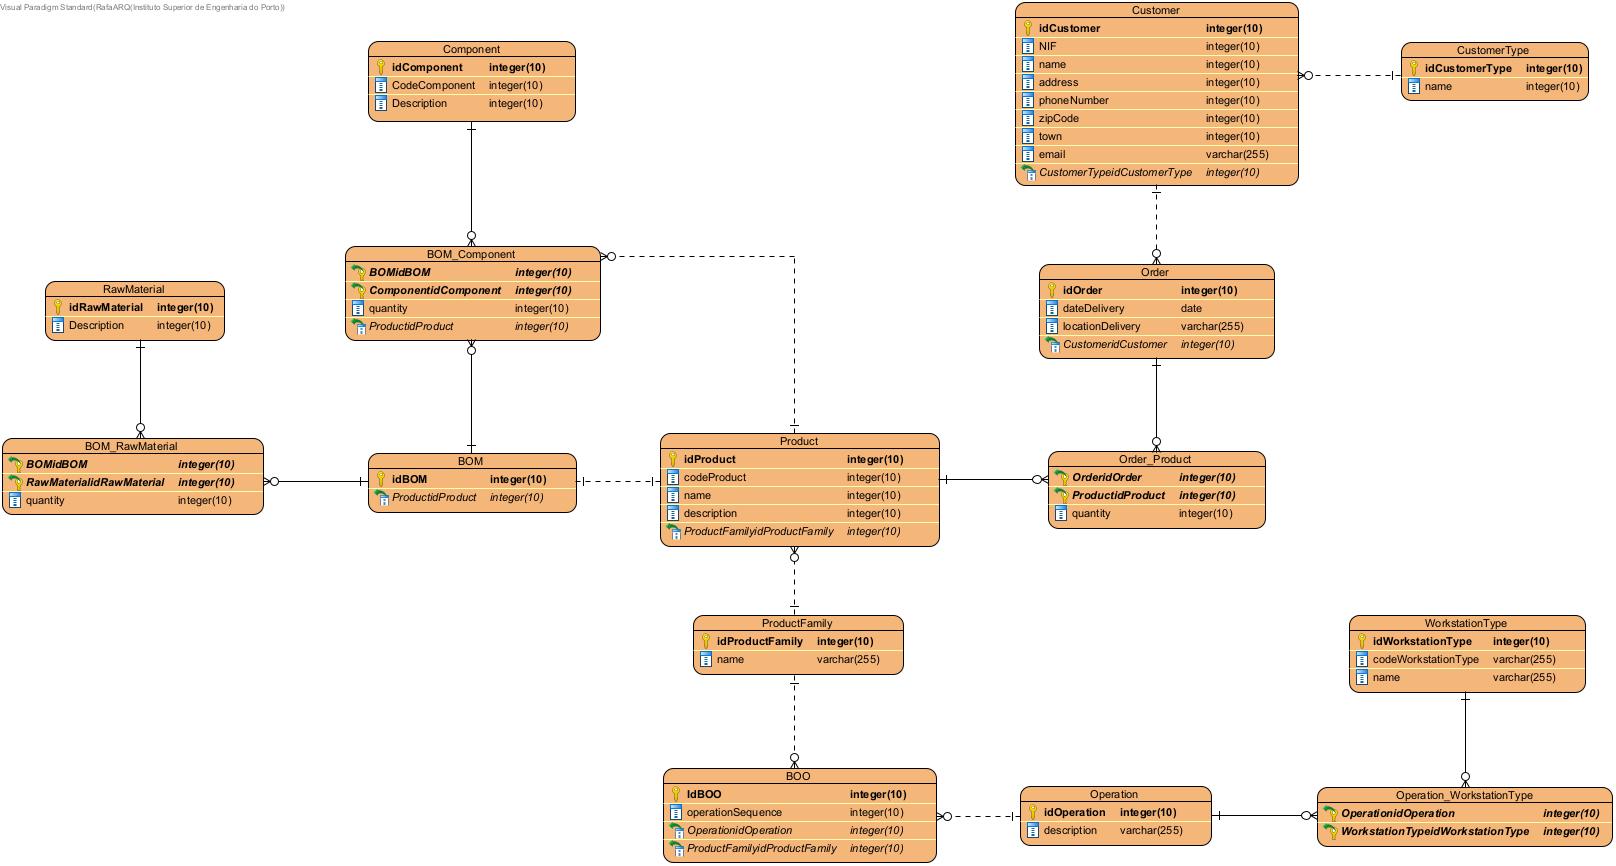 Visual Paradigm Standard(RafaARQ(Instituto Superior de Engenharia do Porto))
Component
idComponent integer(10)
CodeComponent integer(10)
Description integer(10)
Customer
idCustomer integer(10)
NIF integer(10)
name integer(10)
address integer(10)
phoneNumber integer(10)
zipCode integer(10)
town integer(10)
email varchar(255)
CustomerTypeidCustomerType integer(10)
CustomerType
idCustomerType integer(10)
name integer(10)
BOM_Component
BOMidBOM integer(10)
ComponentidComponent integer(10)
quantity integer(10)
ProductidProduct integer(10)
Order
idOrder integer(10)
dateDelivery date
locationDelivery varchar(255)
CustomeridCustomer integer(10)
RawMaterial
idRawMaterial integer(10)
Description integer(10)
BOM_RawMaterial
BOMidBOM integer(10)
RawMaterialidRawMaterial integer(10)
quantity integer(10)
BOM
idBOM integer(10)
ProductidProduct integer(10)
Product
idProduct integer(10)
codeProduct integer(10)
name integer(10)
description integer(10)
ProductFamilyidProductFamily integer(10)
Order_Product
OrderidOrder integer(10)
ProductidProduct integer(10)
quantity integer(10)
ProductFamily
idProductFamily integer(10)
name varchar(255)
WorkstationType
idWorkstationType integer(10)
codeWorkstationType varchar(255)
name varchar(255)
BOO
IdBOO integer(10)
operationSequence integer(10)
OperationidOperation integer(10)
ProductFamilyidProductFamily integer(10)
Operation
idOperation integer(10)
description varchar(255)
Operation_WorkstationType
OperationidOperation integer(10)
WorkstationTypeidWorkstationType integer(10)